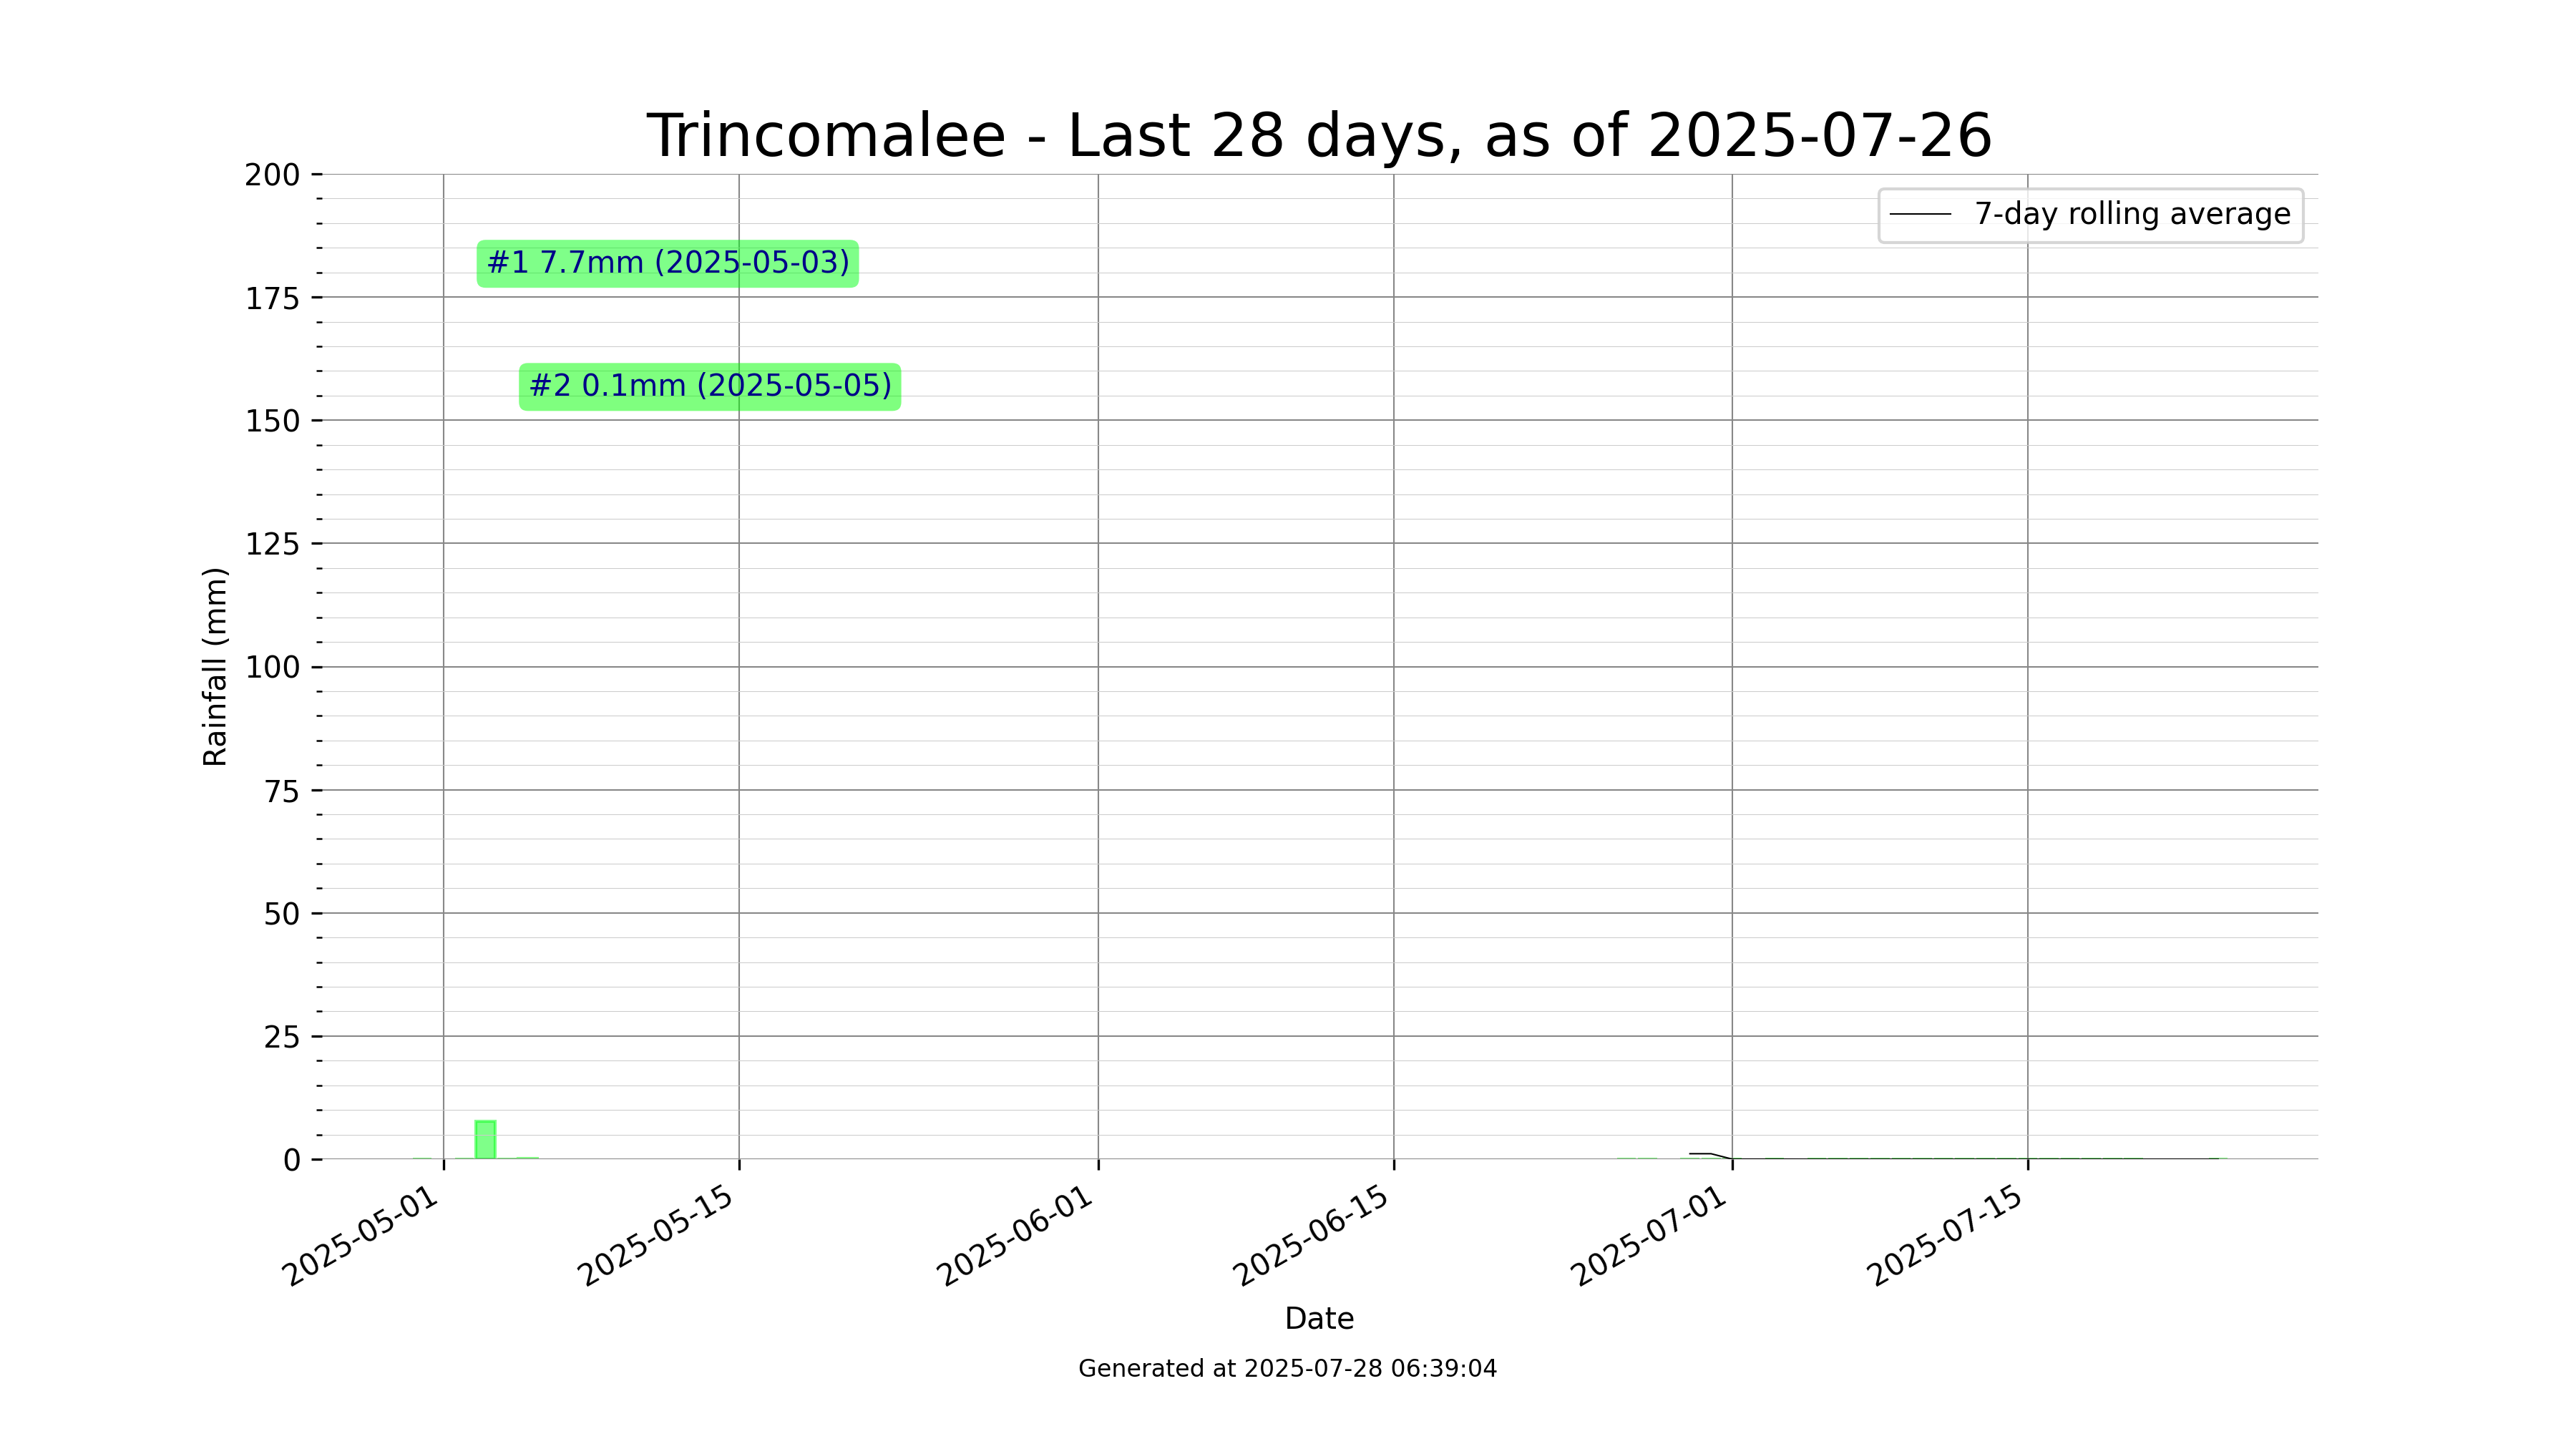 Trincomalee - Last 28 days, as of 2025-07-26
200
175
150
125
100
75
50
25
0
Rainfall (mm)
7-day rolling average
#1 7.7mm (2025-05-03)
#2 0.1mm (2025-05-05)
2025-05-01
2025-05-15
2025-06-01
2025-06-15
2025-07-01
2025-07-15
Date
Generated at 2025-07-28 06:39:04